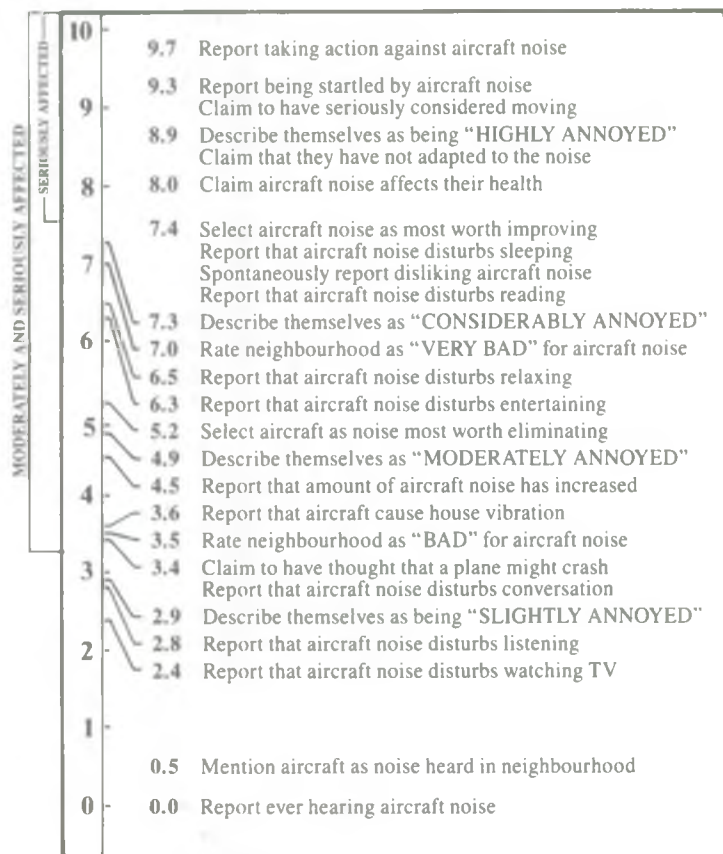 MODERATELY AND SERIOUSLY AFFECTED
SERIOUSLY AFFECTED
10
9.7 Report taking action against aircraft noise
9.3 Report being startled by aircraft noise
9 Claim to have seriously considered moving
8.9 Describe themselves as being “HIGHLY ANNOYED”
Claim that they have not adapted to the noise
8 8.0 Claim aircraft noise affects their health
7.4 Select aircraft noise as most worth improving
Report that aircraft noise disturbs sleeping
7 Spontaneously report disliking aircraft noise
Report that aircraft noise disturbs reading
7.3 Describe themselves as “CONSIDERABLY ANNOYED”
6 7.0 Rate neighbourhood as “VERY BAD” for aircraft noise
6.5 Report that aircraft noise disturbs relaxing
6.3 Report that aircraft noise disturbs entertaining
5 5.2 Select aircraft as noise most worth eliminating
4.9 Describe themselves as “MODERATELY ANNOYED”
4.5 Report that amount of aircraft noise has increased
4 3.6 Report that aircraft cause house vibration
3.5 Rate neighbourhood as “BAD” for aircraft noise
3 3.4 Claim to have thought that a plane might crash
Report that aircraft noise disturbs conversation
2.9 Describe themselves as being “SLIGHTLY ANNOYED”
2 2.8 Report that aircraft noise disturbs listening
2.4 Report that aircraft noise disturbs watching TV
1
0.5 Mention aircraft as noise heard in neighbourhood
0 0.0 Report ever hearing aircraft noise